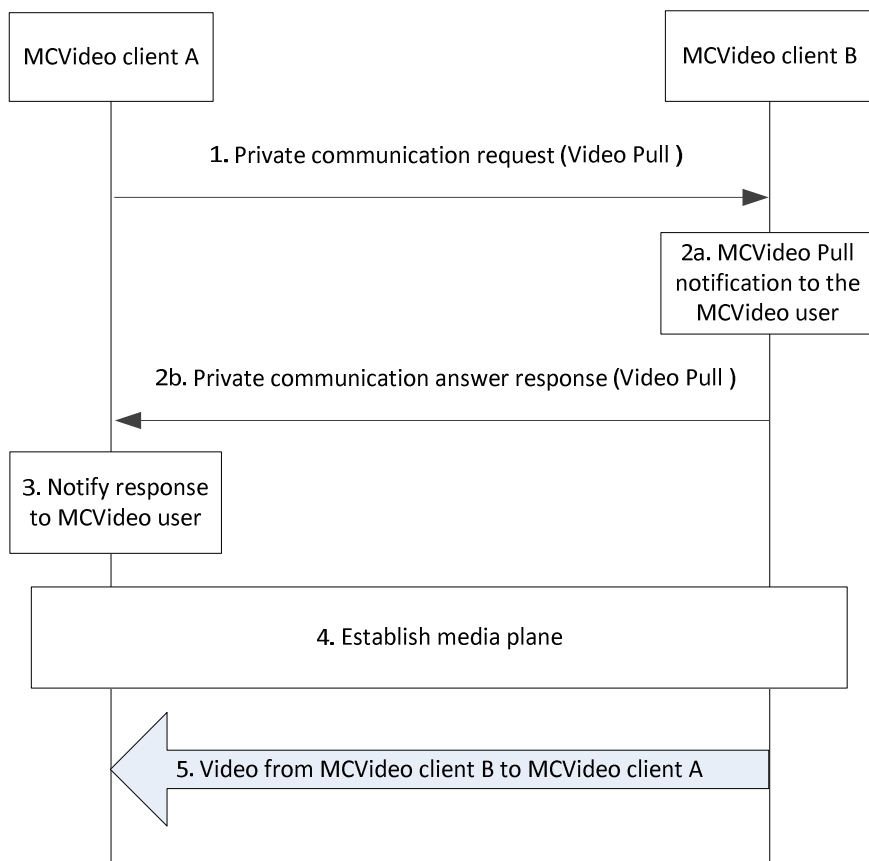 MCVideo client A
MCVideo client B
1. Private communication request (Video Pull )
2a. MCVideo Pull
notification to the
MCVideo user
2b. Private communication answer response (Video Pull )
3. Notify response
to MCVideo user
4. Establish media plane
5. Video from MCVideo client B to MCVideo client A